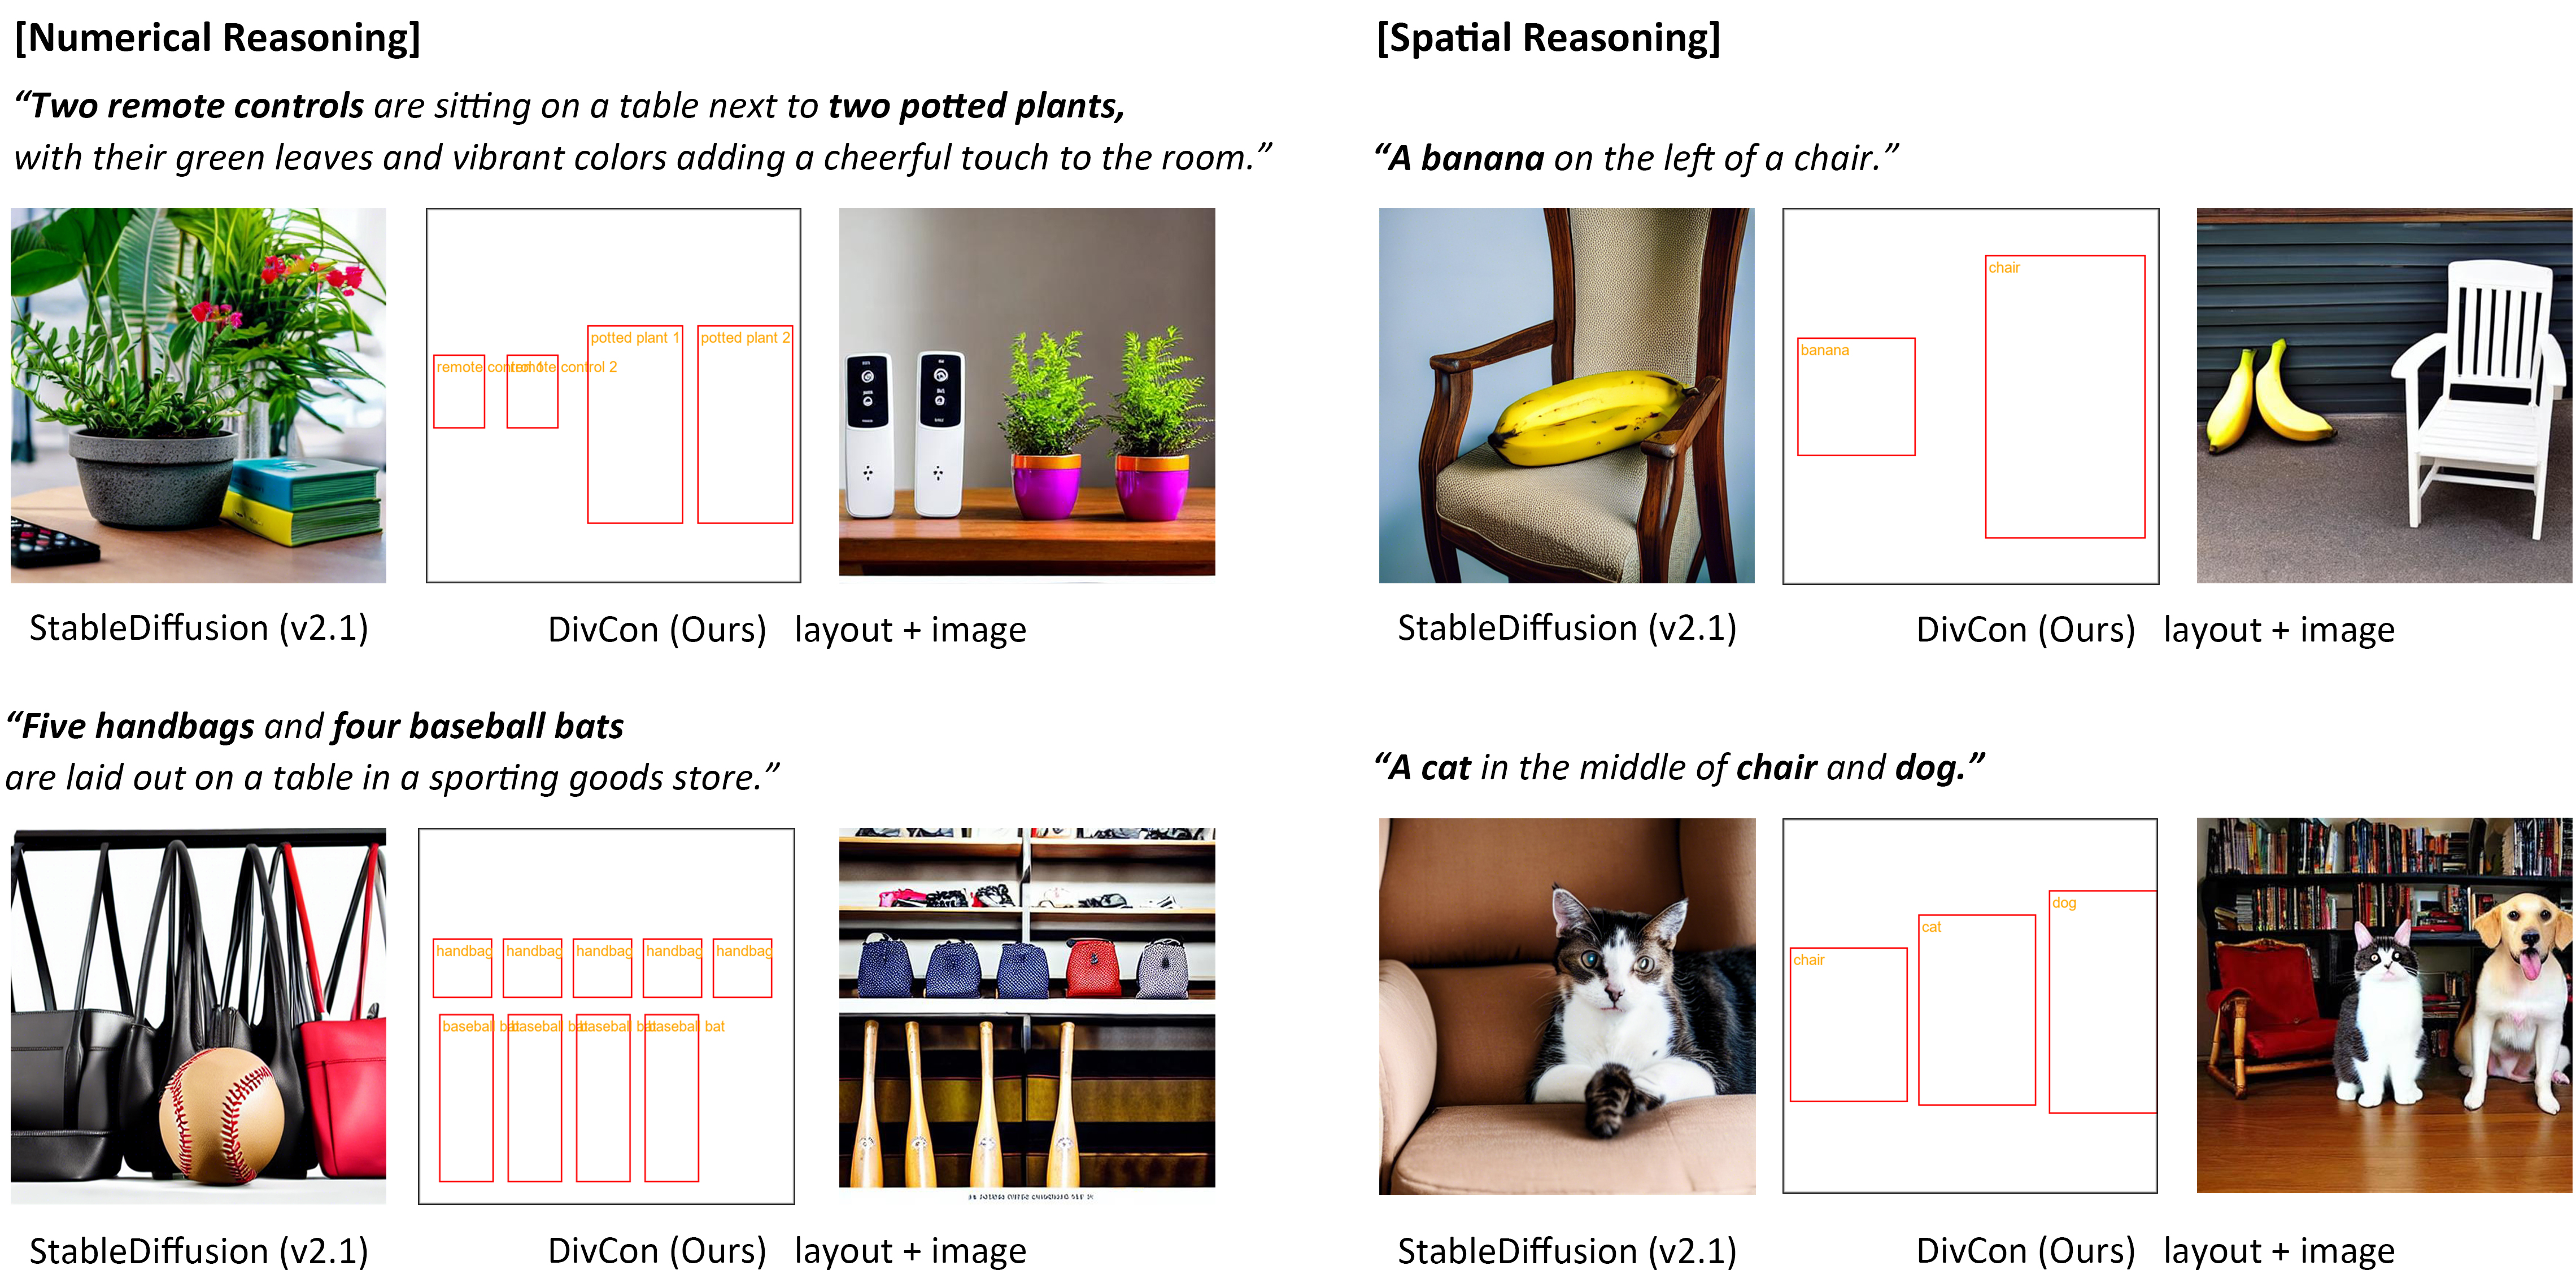 [Numerical Reasoning]
“Two remote controls are sitting on a table next to two potted plants,
with their green leaves and vibrant colors adding a cheerful touch to the room.”
potted plant 1
potted plant 2
remote control 1
remote control 2
StableDiffusion (v2.1)
DivCon (Ours) layout + image
“Five handbags and four baseball bats
are laid out on a table in a sporting goods store.”
handbag
handbag
handbag
handbag
handbag
baseball bat
baseball bat
baseball bat
baseball bat
StableDiffusion (v2.1)
DivCon (Ours) layout + image
[Spatial Reasoning]
“A banana on the left of a chair.”
chair
banana
StableDiffusion (v2.1)
DivCon (Ours) layout + image
“A cat in the middle of chair and dog.”
dog
cat
chair
StableDiffusion (v2.1)
DivCon (Ours) layout + image